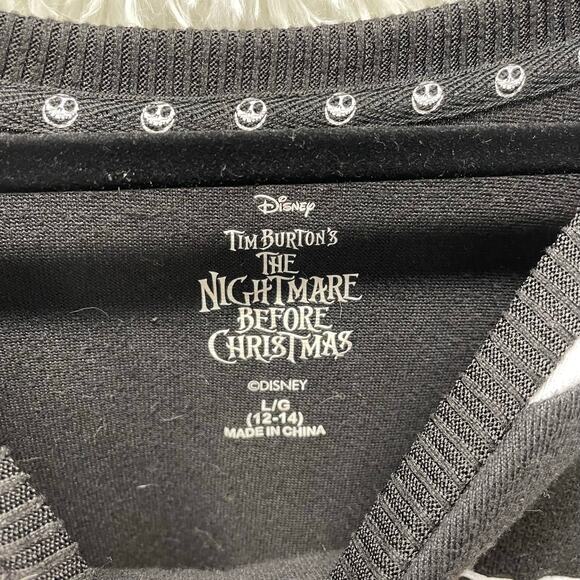 Disney
TIM BURTON'S
THE
NIGHTMARE
BEFORE
CHRISTMAS
©DISNEY
L/G
(12-14)
MADE IN CHINA